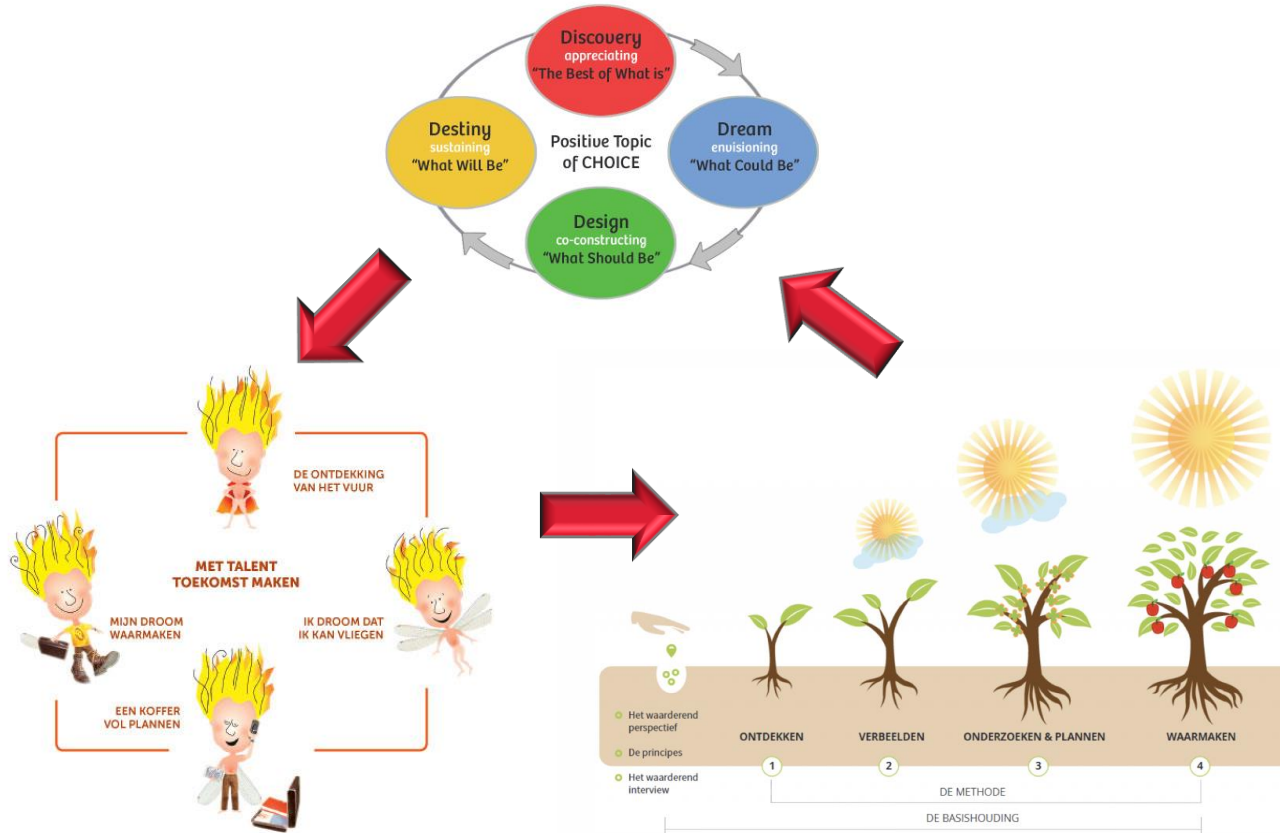 Discovery
appreciating
"The Best of What is"
Destiny
sustaining
"What Will Be"
Positive Topic
of CHOICE
Dream
envisioning
"What Could Be"
Design
co-constructing
"What Should Be"
DE ONTDEKKING
VAN HET VUUR
MET TALENT
TOEKOMST MAKEN
MIJN DROOM
WAARMAKEN
IK DROOM DAT
IK KAN VLIEGEN
EEN KOFFER
VOL PLANNEN
Het waarderend
perspectief
De principes
Het waarderend
interview
ONTDEKKEN
VERBEELDEN
ONDERZOEKEN & PLANNEN
WAARMAKEN
1
2
3
4
DE METHODE
DE BASISHOUDING